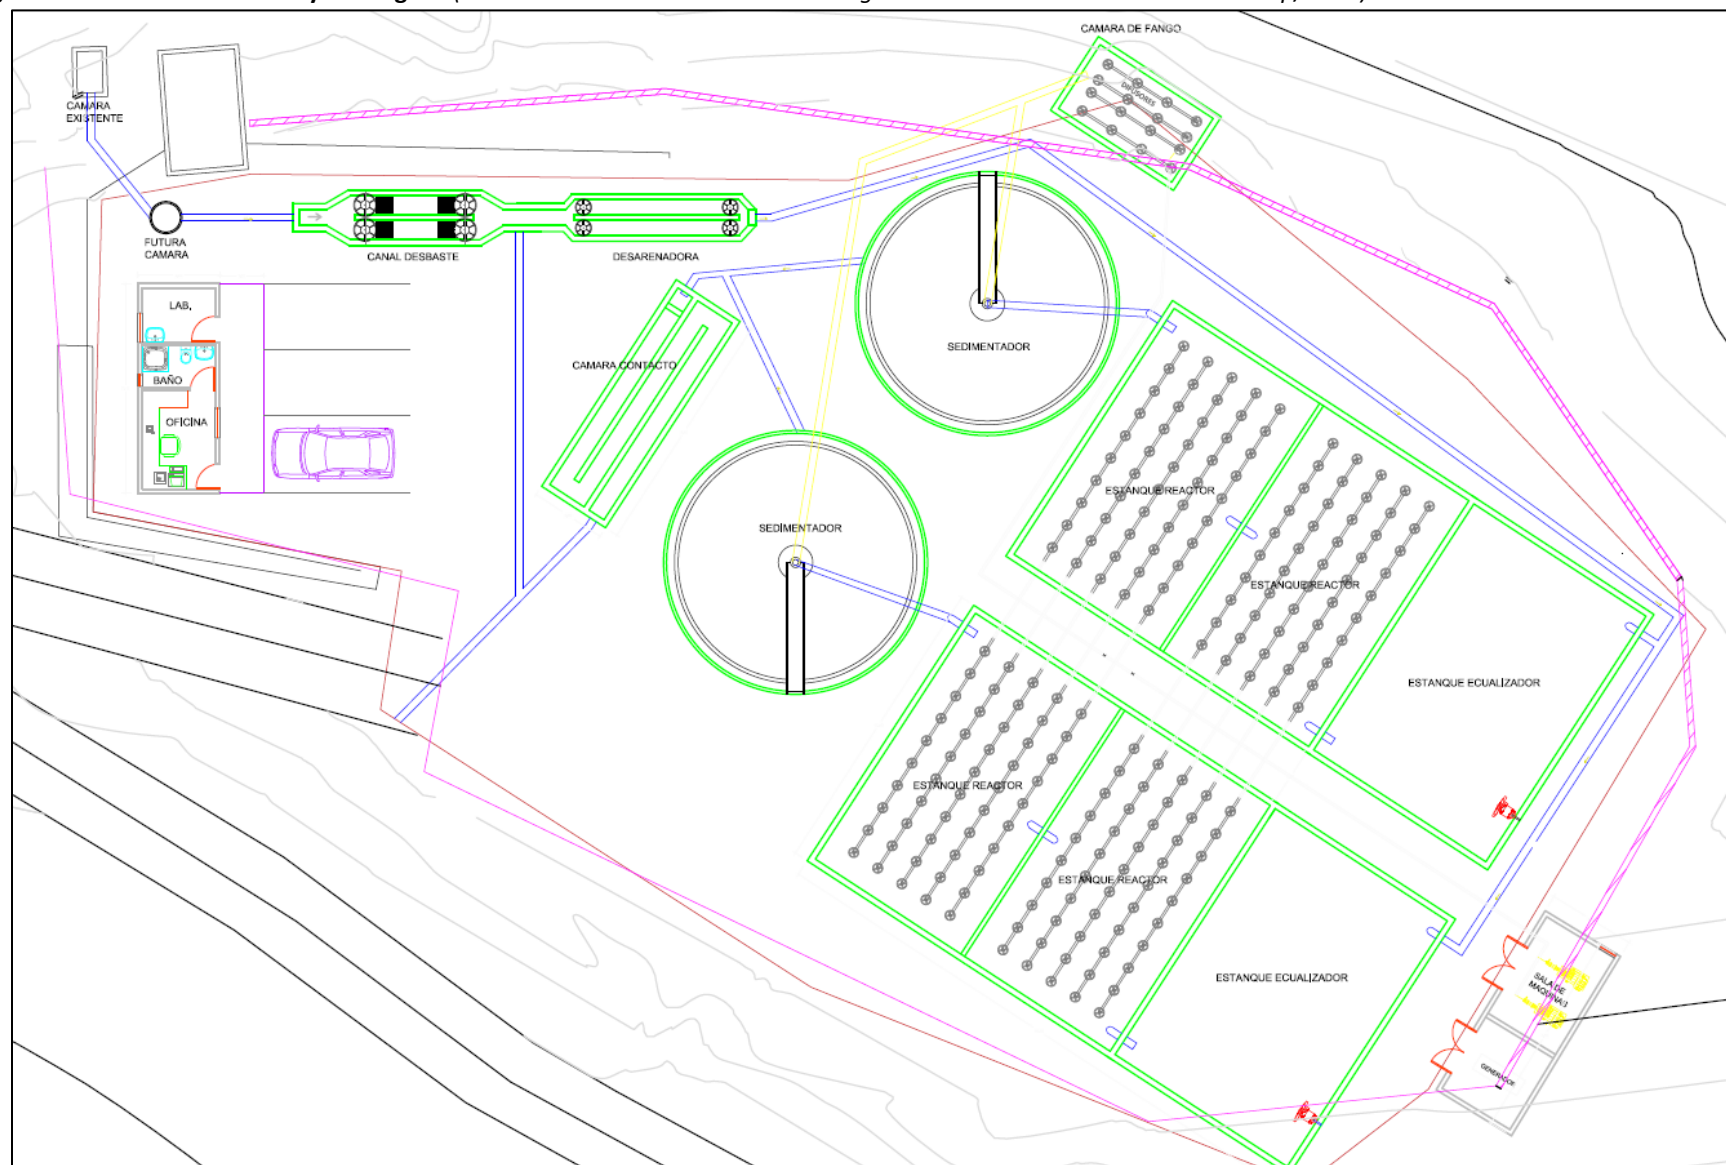 CAMARA DE FANGO
DIFUSORES
CAMARA
EXISTENTE
FUTURA
CAMARA
CANAL DESBASTE
DESARENADORA
LAB.
BAÑO
OFICINA
CAMARA CONTACTO
SEDIMENTADOR
SEDIMENTADOR
ESTANQUE REACTOR
ESTANQUE REACTOR
ESTANQUE ECUALIZADOR
ESTANQUE REACTOR
ESTANQUE REACTOR
ESTANQUE ECUALIZADOR
SALA DE
MAQUINAS
GENERADOR